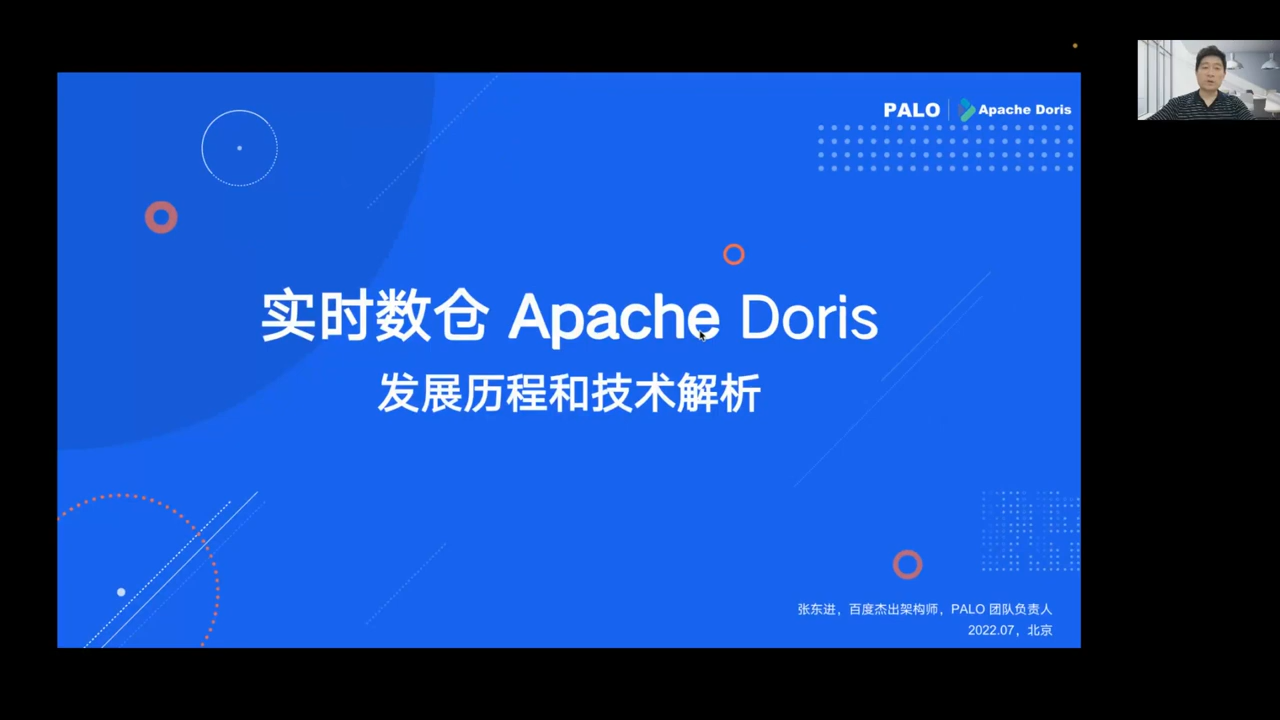 PALO | Apache Doris
实时数仓 Apache Doris
发展历程和技术解析
张东进，百度杰出架构师，PALO 团队负责人
2022.07，北京